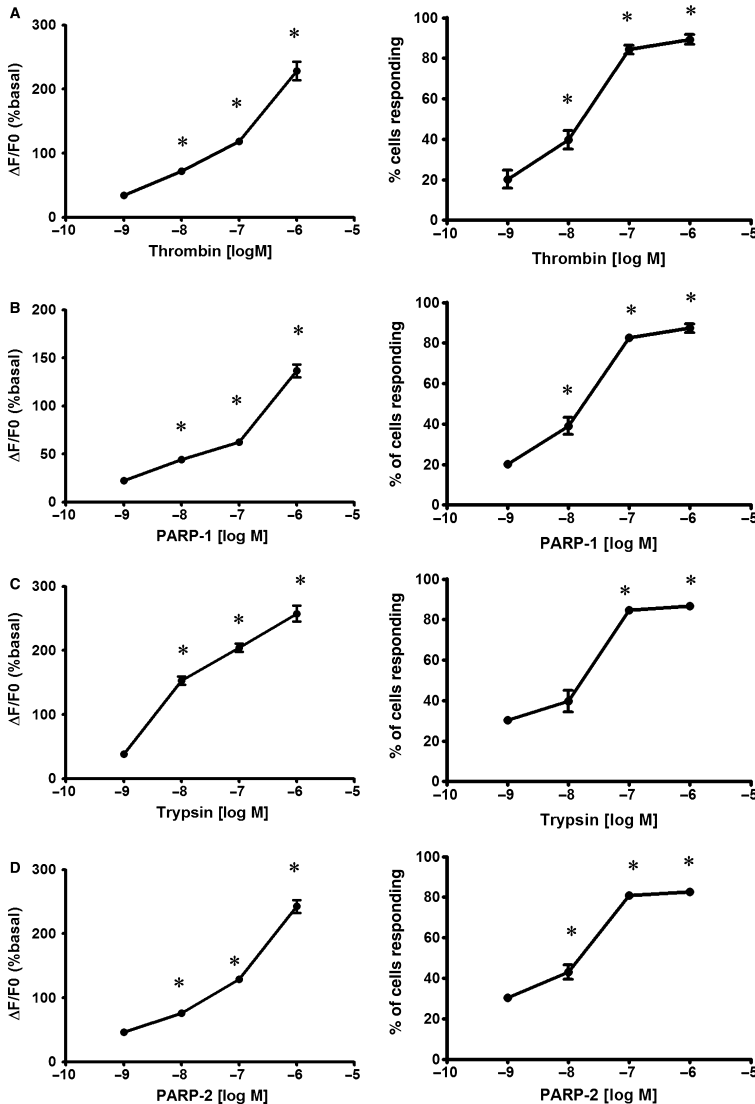 A
ΔF/F0 (%basal)
300
200
100
0
* * *
–10 –9 –8 –7 –6 –5
Thrombin [logM]
% cells responding
100
80
60
40
20
0
* * *
–10 –9 –8 –7 –6 –5
Thrombin [log M]
B
ΔF/F0 (%basal)
200
150
100
50
0
* * *
–10 –9 –8 –7 –6 –5
PARP-1 [log M]
% of cells responding
100
80
60
40
20
0
* * *
–10 –9 –8 –7 –6 –5
PARP-1 [log M]
C
ΔF/F0 (%basal)
300
200
100
0
* * *
–10 –9 –8 –7 –6 –5
Trypsin [log M]
% of cells responding
100
80
60
40
20
0
* *
–10 –9 –8 –7 –6 –5
Trypsin [log M]
D
ΔF/F0 (%basal)
300
200
100
0
* * *
–10 –9 –8 –7 –6 –5
PARP-2 [log M]
% of cells responding
100
80
60
40
20
0
* * *
–10 –9 –8 –7 –6 –5
PARP-2 [log M]